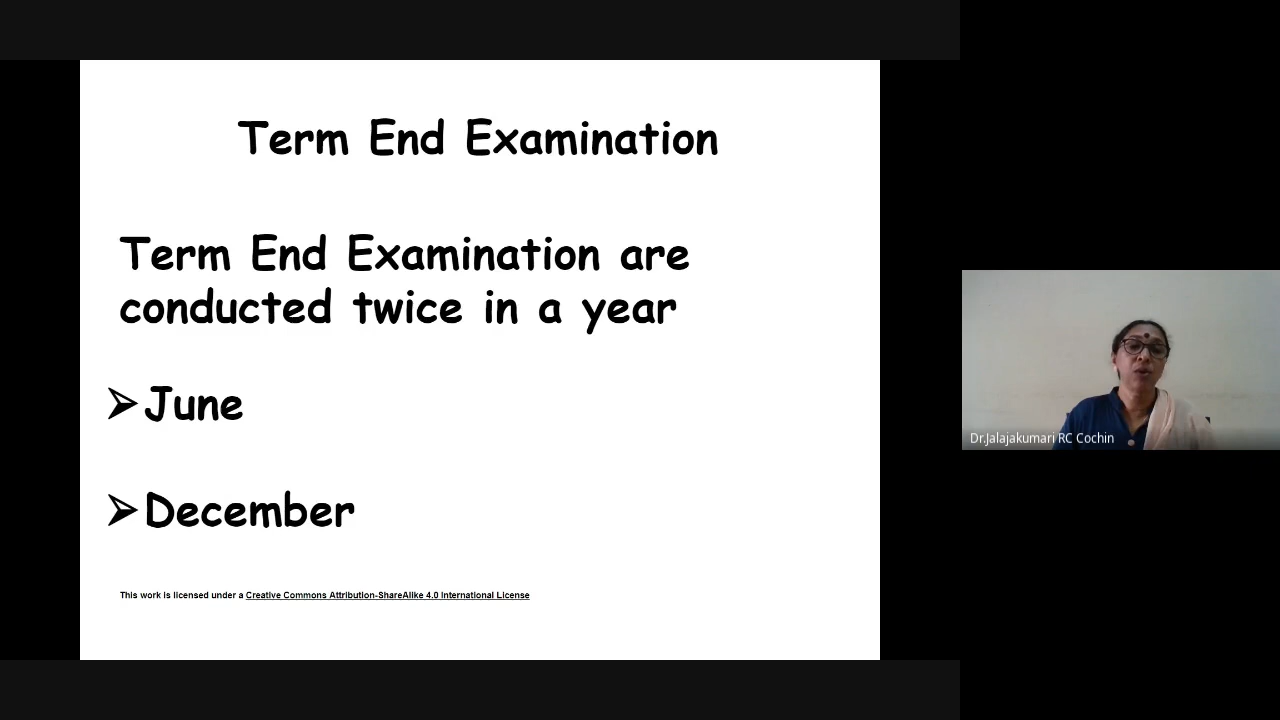 Term End Examination
Term End Examination are
conducted twice in a year
➢June
➢December
This work is licensed under a Creative Commons Attribution-ShareAlike 4.0 International License
Dr.Jalajakumari RC Cochin